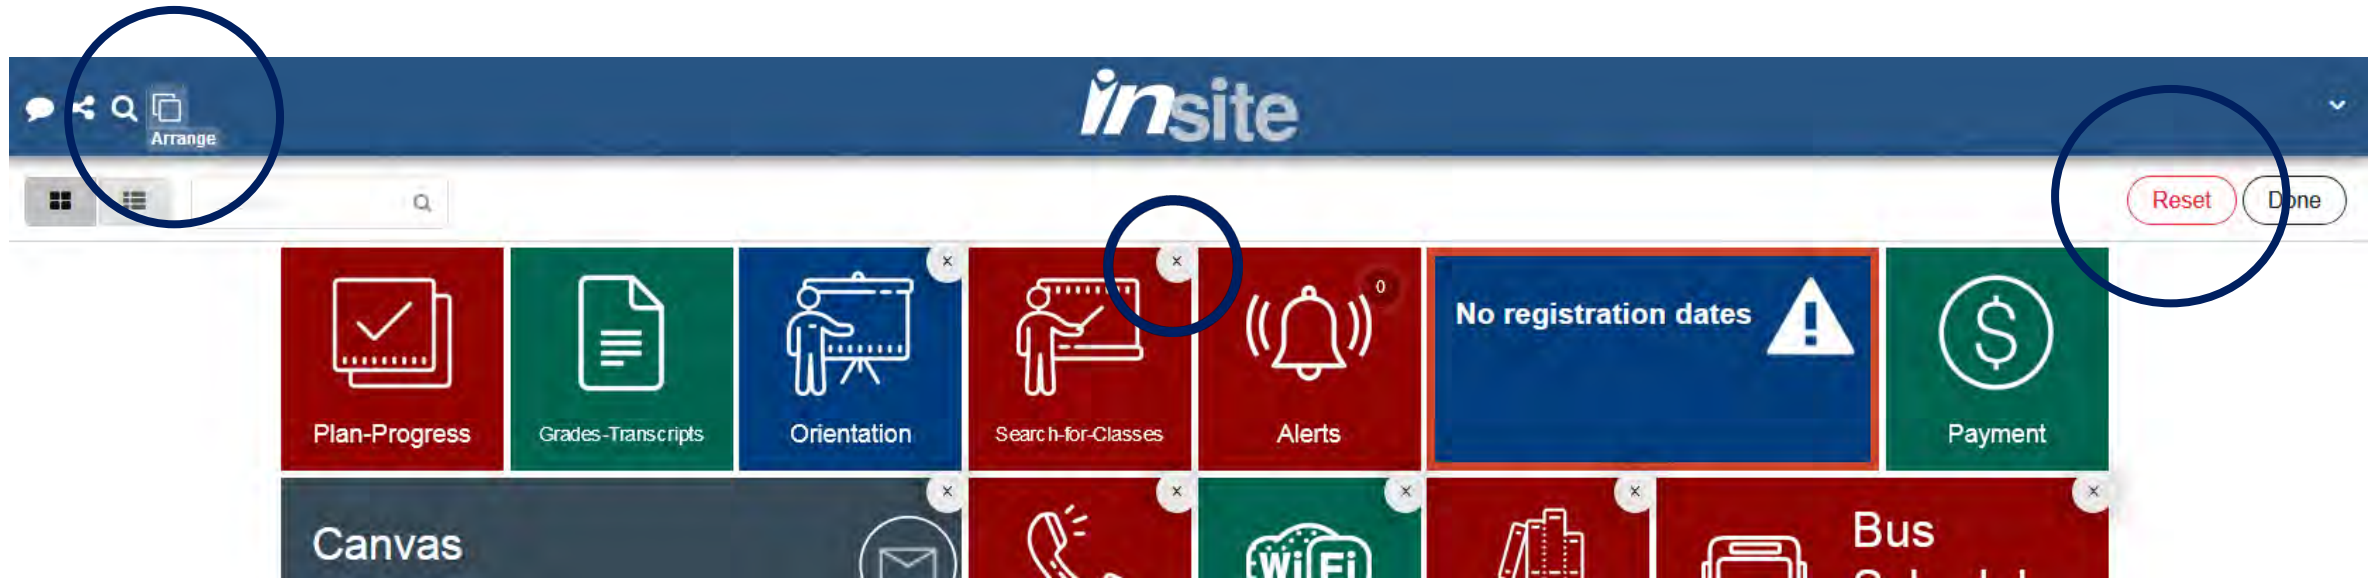 insite
Arrange
Reset Done
0
No registration dates
Plan-Progress
Grades-Transcripts
Orientation
Search-for-Classes
Alerts
Payment
Canvas
WiFi
Bus